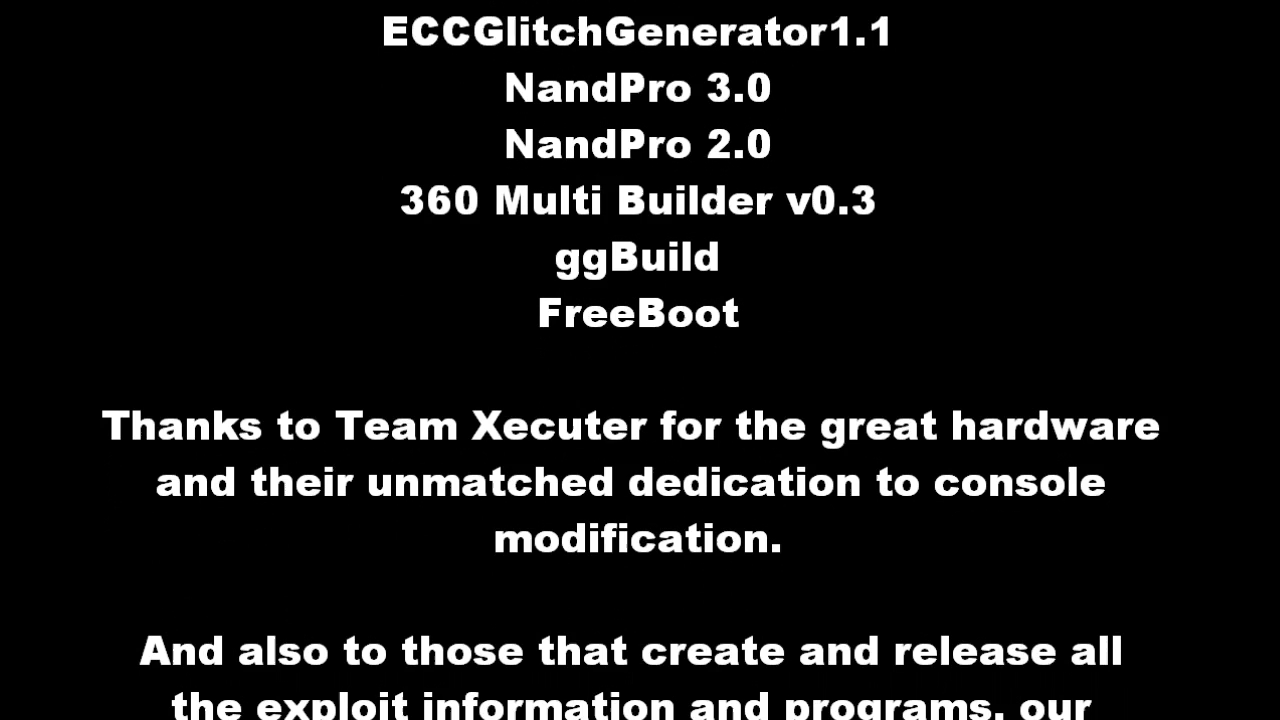 ECCGlitchGenerator1.1
NandPro 3.0
NandPro 2.0
360 Multi Builder v0.3
ggBuild
FreeBoot
Thanks to Team Xecuter for the great hardware
and their unmatched dedication to console
modification.
And also to those that create and release all
the exploit information and programs, our